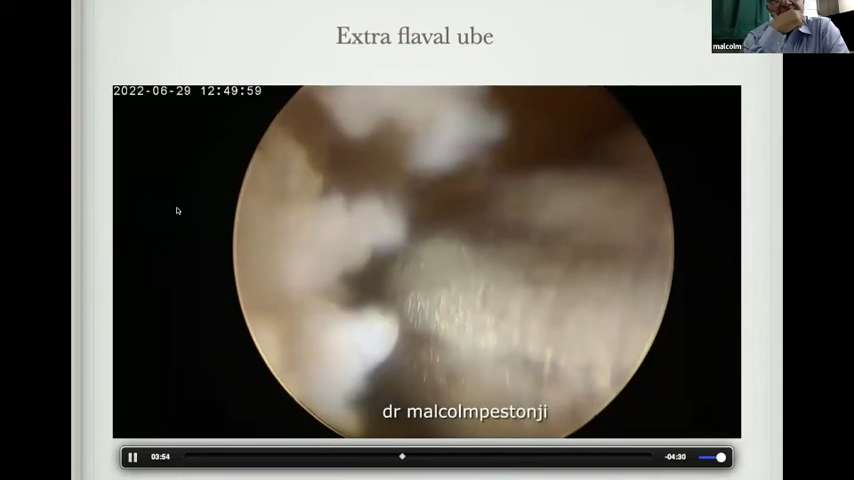 Extra flaval ube
malcolm
2022-06-29 12:49:59
dr malcolmpestonji
03:54
-04:30